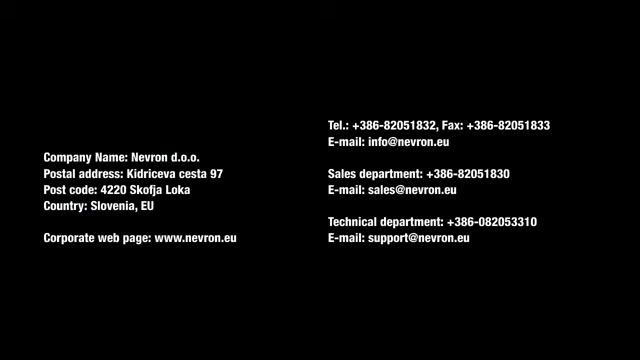 Company Name: Nevron d.o.o.
Postal address: Kidriceva cesta 97
Post code: 4220 Skofja Loka
Country: Slovenia, EU
Corporate web page: www.nevron.eu
Tel.: +386-82051832, Fax: +386-82051833
E-mail: info@nevron.eu
Sales department: +386-82051830
E-mail: sales@nevron.eu
Technical department: +386-082053310
E-mail: support@nevron.eu